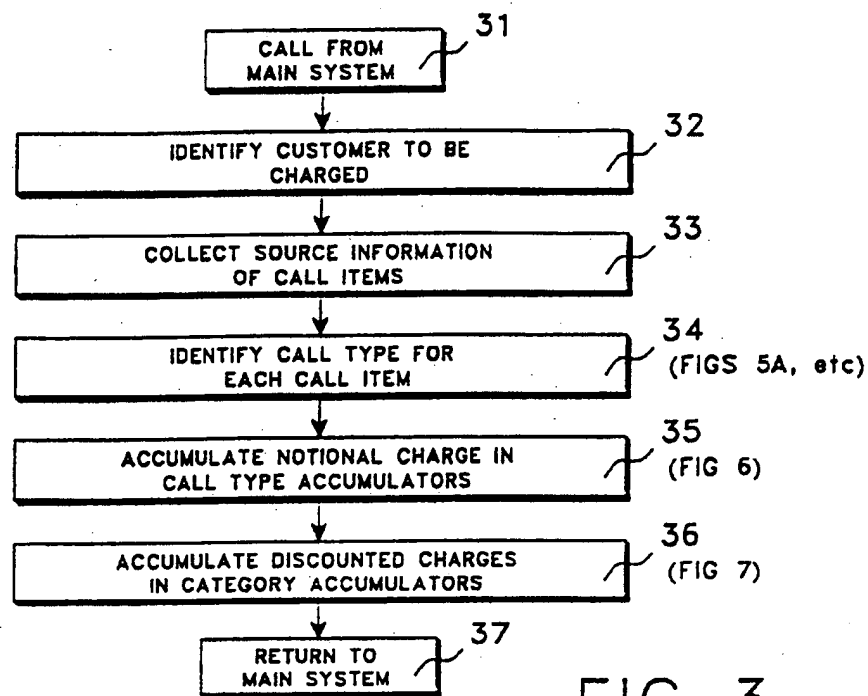 31
CALL FROM
MAIN SYSTEM
32
IDENTIFY CUSTOMER TO BE
CHARGED
33
COLLECT SOURCE INFORMATION
OF CALL ITEMS
34
IDENTIFY CALL TYPE FOR
EACH CALL ITEM
(FIGS 5A, etc)
35
ACCUMULATE NOTIONAL CHARGE IN
CALL TYPE ACCUMULATORS
(FIG 6)
36
ACCUMULATE DISCOUNTED CHARGES
IN CATEGORY ACCUMULATORS
(FIG 7)
37
RETURN TO
MAIN SYSTEM
FIG. 3